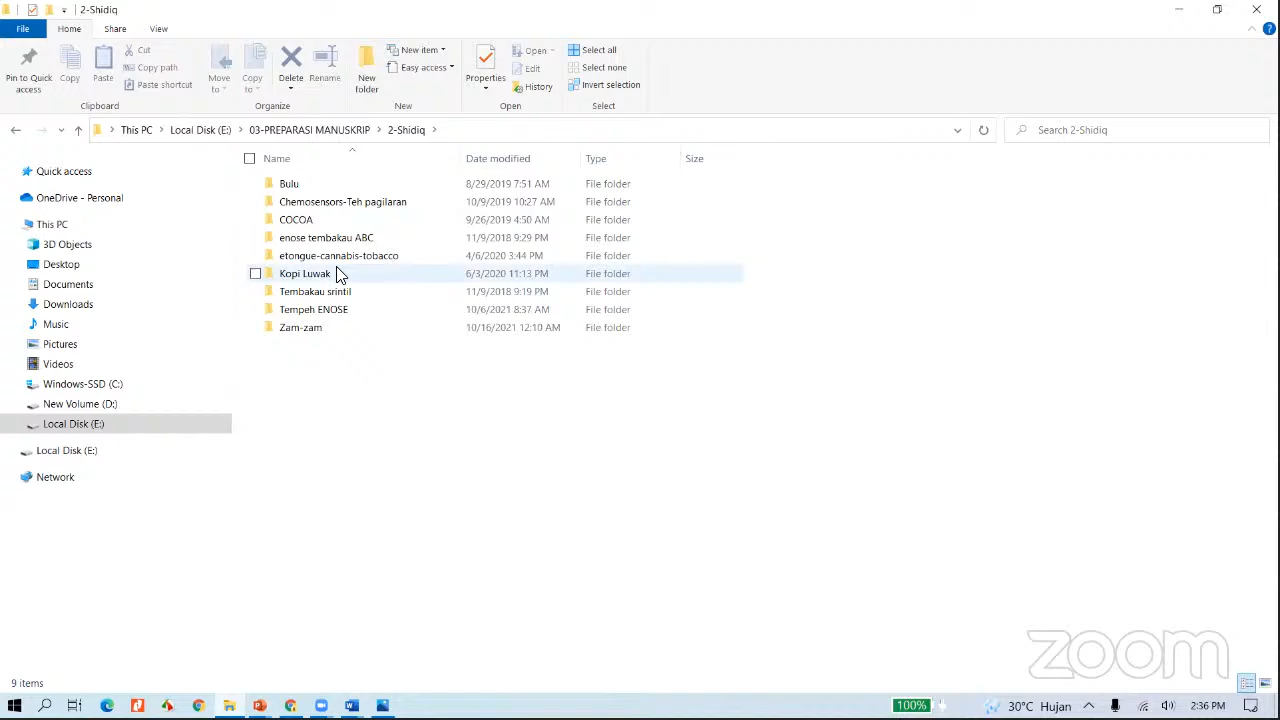 2-Shidiq
File Home Share View
Pin to Quick access
Copy
Paste
Cut
Copy path
Paste shortcut
Clipboard
Move to
Copy to
Delete
Rename
Organize
New folder
New item
Easy access
New
Properties
Open
Edit
History
Open
Select all
Select none
Invert selection
Select
This PC > Local Disk (E:) > 03-PREPARASI MANUSKRIP > 2-Shidiq >
Search 2-Shidiq
Quick access
OneDrive - Personal
This PC
3D Objects
Desktop
Documents
Downloads
Music
Pictures
Videos
Windows-SSD (C:)
New Volume (D:)
Local Disk (E:)
Local Disk (E:)
Network
Name Date modified Type Size
Bulu 8/29/2019 7:51 AM File folder
Chemosensors-Teh pagilaran 10/9/2019 10:27 AM File folder
COCOA 9/26/2019 4:50 AM File folder
enose tembakau ABC 11/9/2018 9:29 PM File folder
etongue-cannabis-tobacco 4/6/2020 3:44 PM File folder
Kopi Luwak 6/3/2020 11:13 PM File folder
Tembakau srintil 11/9/2018 9:19 PM File folder
Tempeh ENOSE 10/6/2021 8:37 AM File folder
Zam-zam 10/16/2021 12:10 AM File folder
zoom
9 items
100% 30°C Hujan 2:36 PM